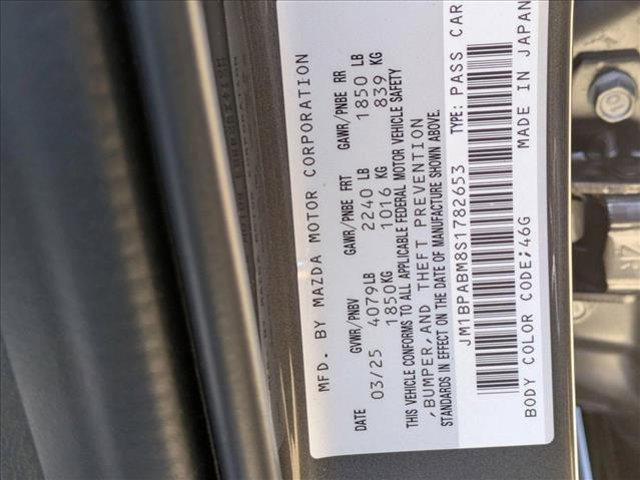 MFD. BY MAZDA MOTOR CORPORATION
DATE GVWR/PNBV GAWR/PNBE FRT GAWR/PNBE RR
03/25 4079LB 2240 LB 1850 LB
1850KG 1016 KG 839 KG
THIS VEHICLE CONFORMS TO ALL APPLICABLE FEDERAL MOTOR VEHICLE SAFETY
,BUMPER,AND THEFT PREVENTION
STANDARDS IN EFFECT ON THE DATE OF MANUFACTURE SHOWN ABOVE.
JM1BPABM8S1782653 TYPE: PASS CAR
BODY COLOR CODE;46G MADE IN JAPAN